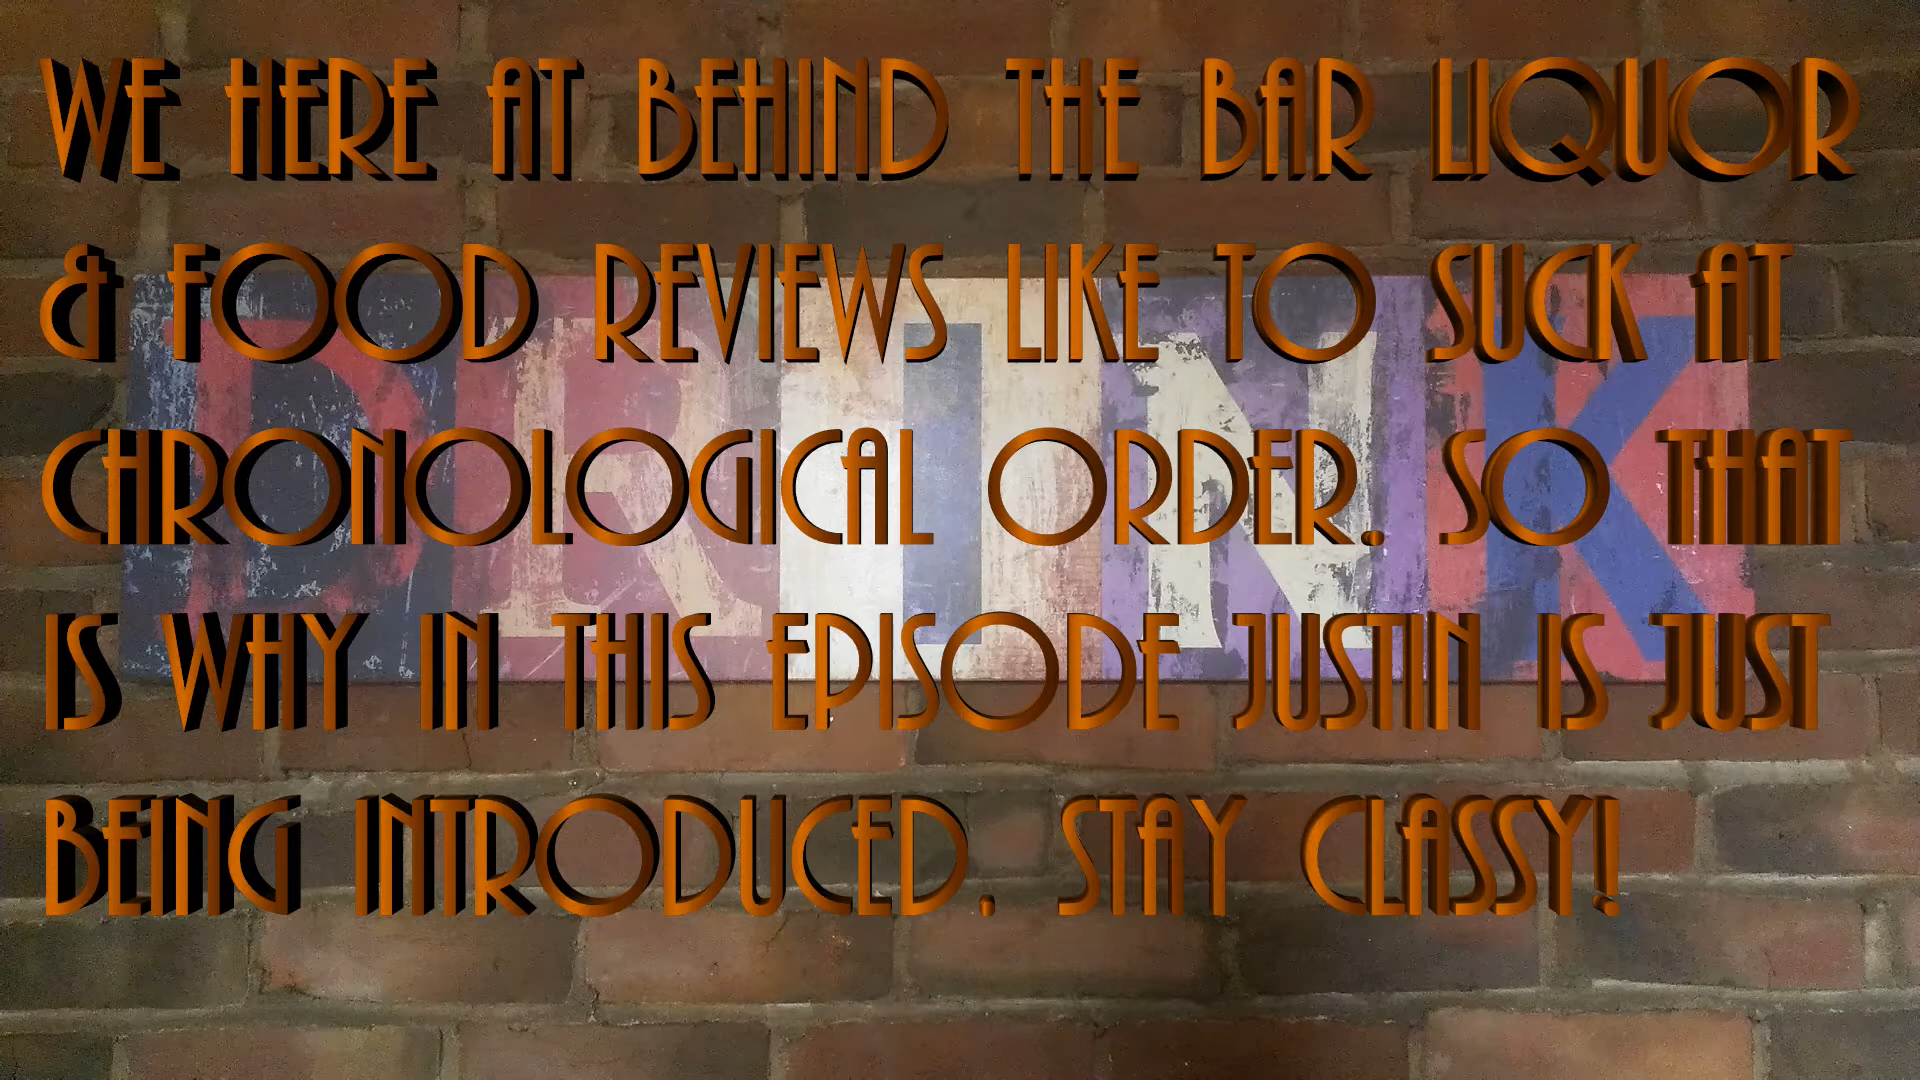 WE HERE AT BEHIND THE BAR LIQUOR
& FOOD REVIEWS LIKE TO SUCK AT
CHRONOLOGICAL ORDER. SO THAT
IS WHY IN THIS EPISODE JUSTIN IS JUST
BEING INTRODUCED. STAY CLASSY!
DRINK